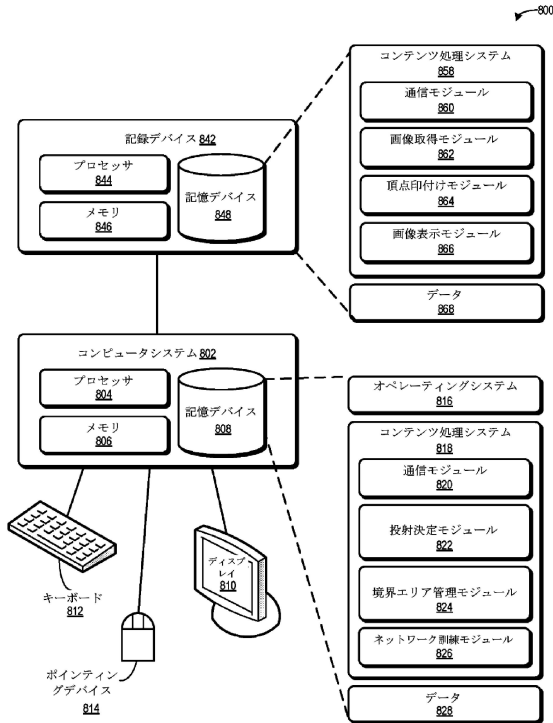 800
コンテンツ処理システム
858
通信モジュール
860
画像取得モジュール
862
頂点印付けモジュール
864
画像表示モジュール
866
データ
868
記録デバイス 842
プロセッサ
844
メモリ
846
記憶デバイス
848
コンピュータシステム 802
プロセッサ
804
メモリ
806
記憶デバイス
808
オペレーティングシステム
816
コンテンツ処理システム
818
通信モジュール
820
投射決定モジュール
822
境界エリア管理モジュール
824
ネットワーク訓練モジュール
826
データ
828
キーボード
812
ポインティン
グデバイス
814
ディスプ
レイ
810